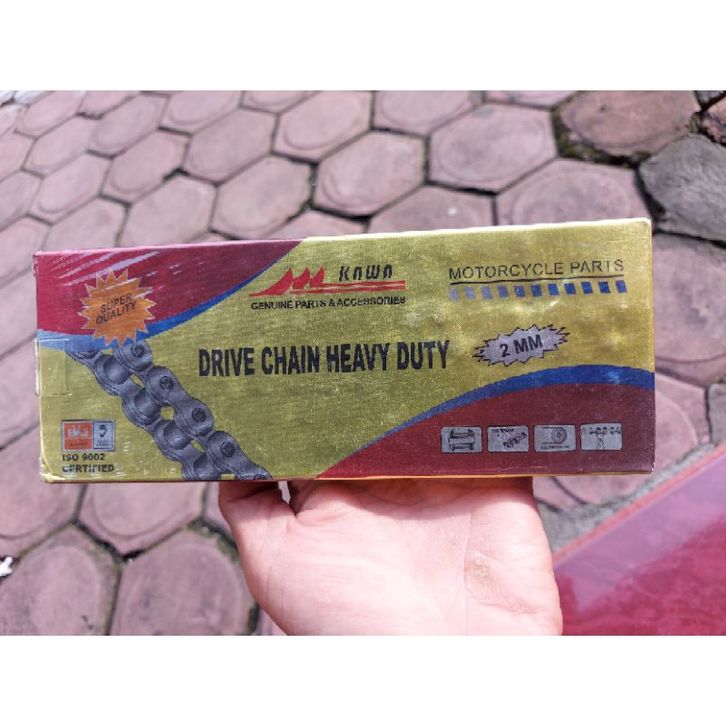 SUPER
QUALITY
KAWA
GENUINE PARTS & ACCESSORIES
MOTORCYCLE PARTS
DRIVE CHAIN HEAVY DUTY
2 MM
ISO 9002
CERTIFIED